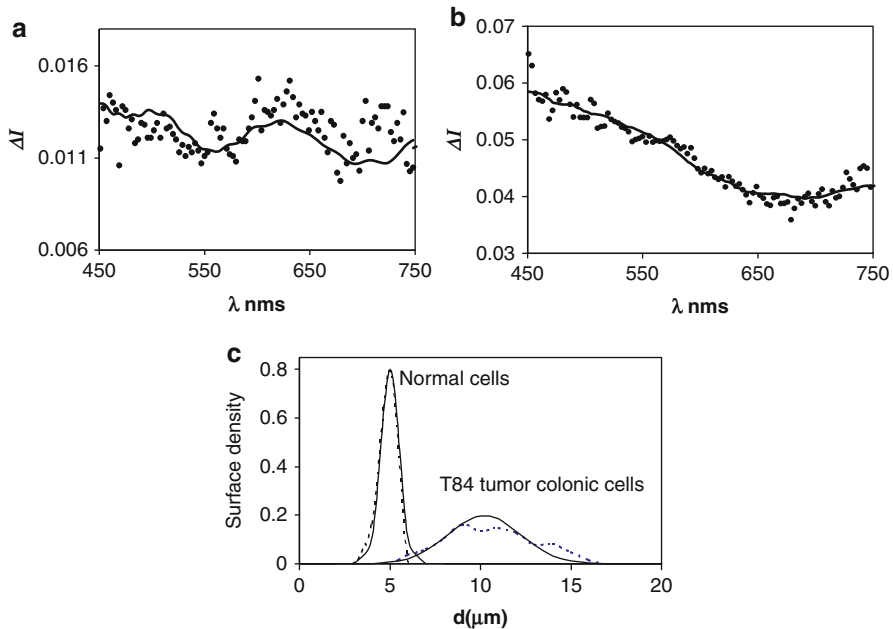 a
0.016
0.011
0.006
ΔI
450
550
650
750
λ nms
b
0.07
0.06
0.05
0.04
0.03
ΔI
450
550
650
750
λ nms
c
0.8
0.6
0.4
0.2
0
Surface density
Normal cells
T84 tumor colonic cells
0
5
10
15
20
d(μm)